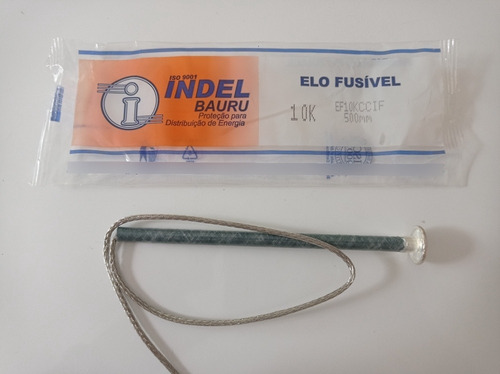 ISO 9001
INDEL
BAURU
Proteção para
Distribuição de Energia
ELO FUSÍVEL
10K
EF10KCCIF
500mm